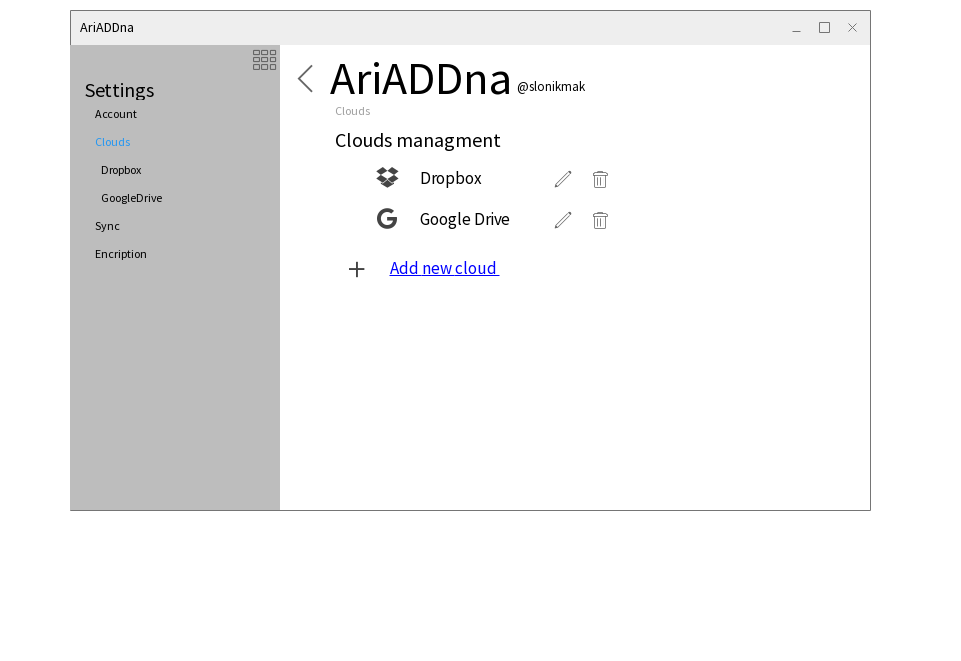 AriADDna
Settings
Account
Clouds
Dropbox
GoogleDrive
Sync
Encription
AriADDna @slonikmak
Clouds
Clouds managment
Dropbox
Google Drive
Add new cloud